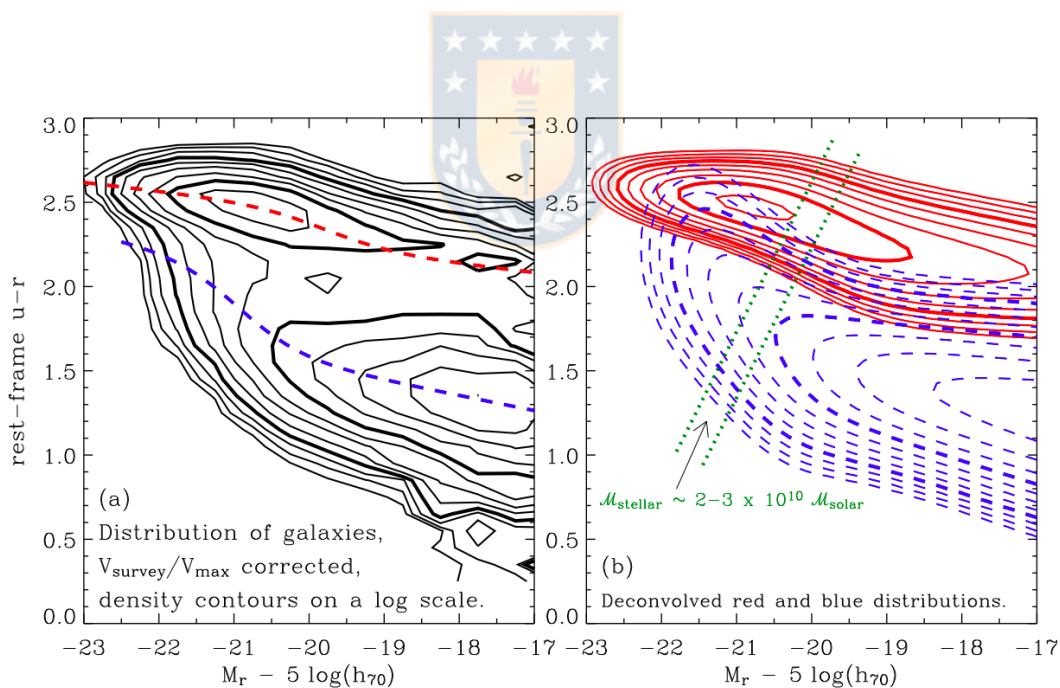 rest–frame u–r
3.0
2.5
2.0
1.5
1.0
0.5
0.0
(a)
Distribution of galaxies,
Vsurvey/Vmax corrected,
density contours on a log scale.
-23 -22 -21 -20 -19 -18 -17
Mr – 5 log(h70)
3.0
2.5
2.0
1.5
1.0
0.5
0.0
Mstellar ~ 2–3 x 10^10 Msolar
(b)
Deconvolved red and blue distributions.
-23 -22 -21 -20 -19 -18 -17
Mr – 5 log(h70)